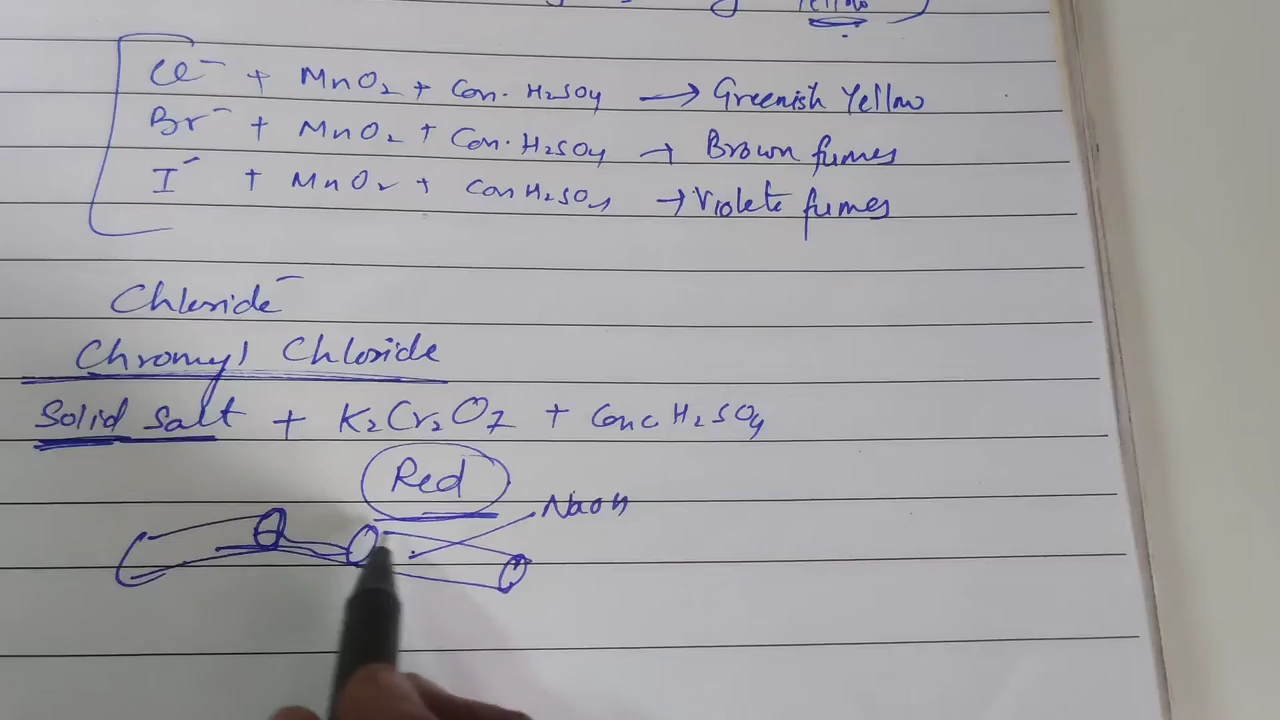 Yellow
Cl⁻ + MnO₂ + Con. H₂SO₄ → Greenish Yellow
Br⁻ + MnO₂ + Con. H₂SO₄ → Brown fumes
I⁻ + MnO₂ + Con H₂SO₄ → Violete fumes
Chloride⁻
Chromyl Chloride
Solid salt + K₂Cr₂O7 + Conc H₂SO₄
Red
NaOH